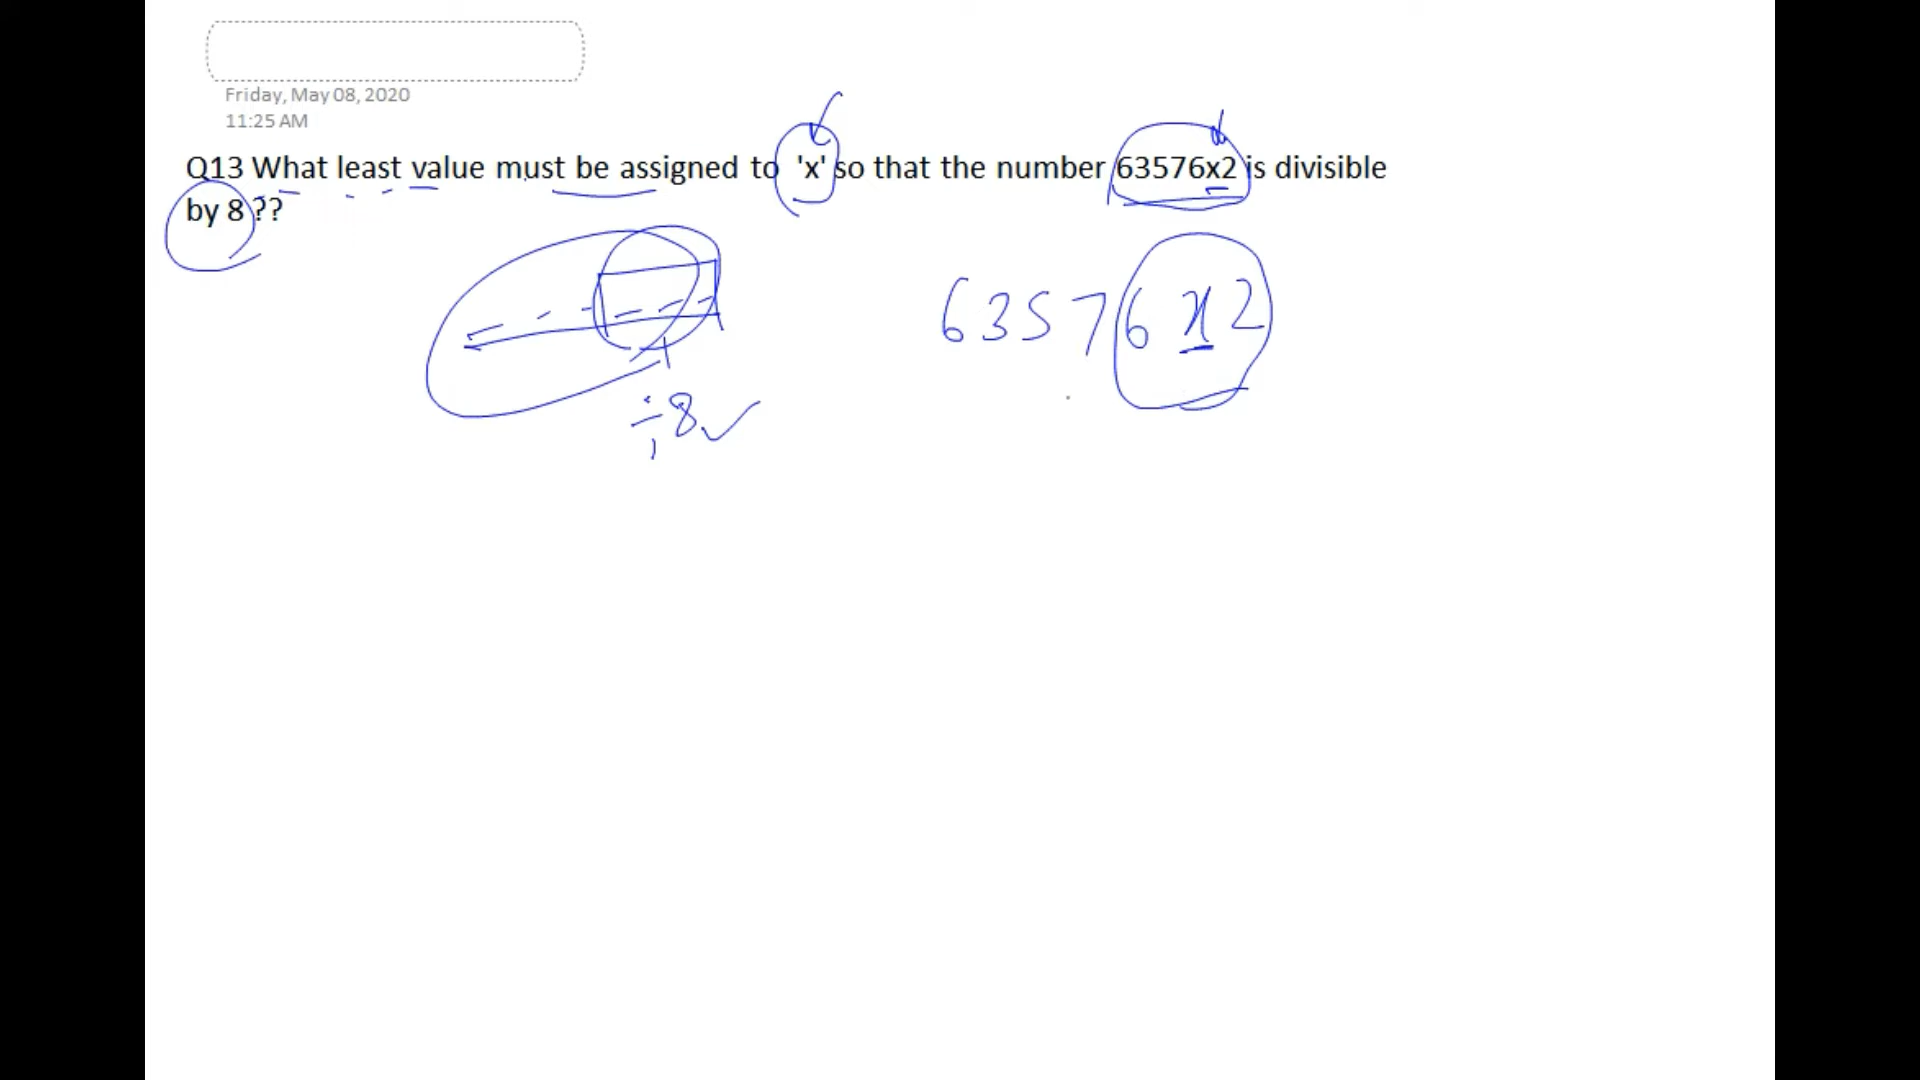 Friday, May 08, 2020
11:25 AM
Q13 What least value must be assigned to 'x' so that the number 63576x2 is divisible
by 8 ??
63576x2
÷8✓